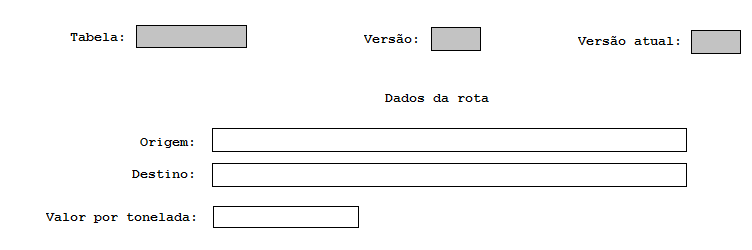 Tabela: Versão: Versão atual:
Dados da rota
Origem:
Destino:
Valor por tonelada: